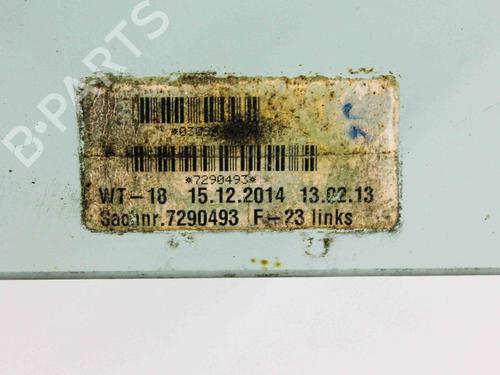 B-PARTS
*7290493*
WT-18 15.12.2014 13.02.13
Sachnr.7290493 F-23 links